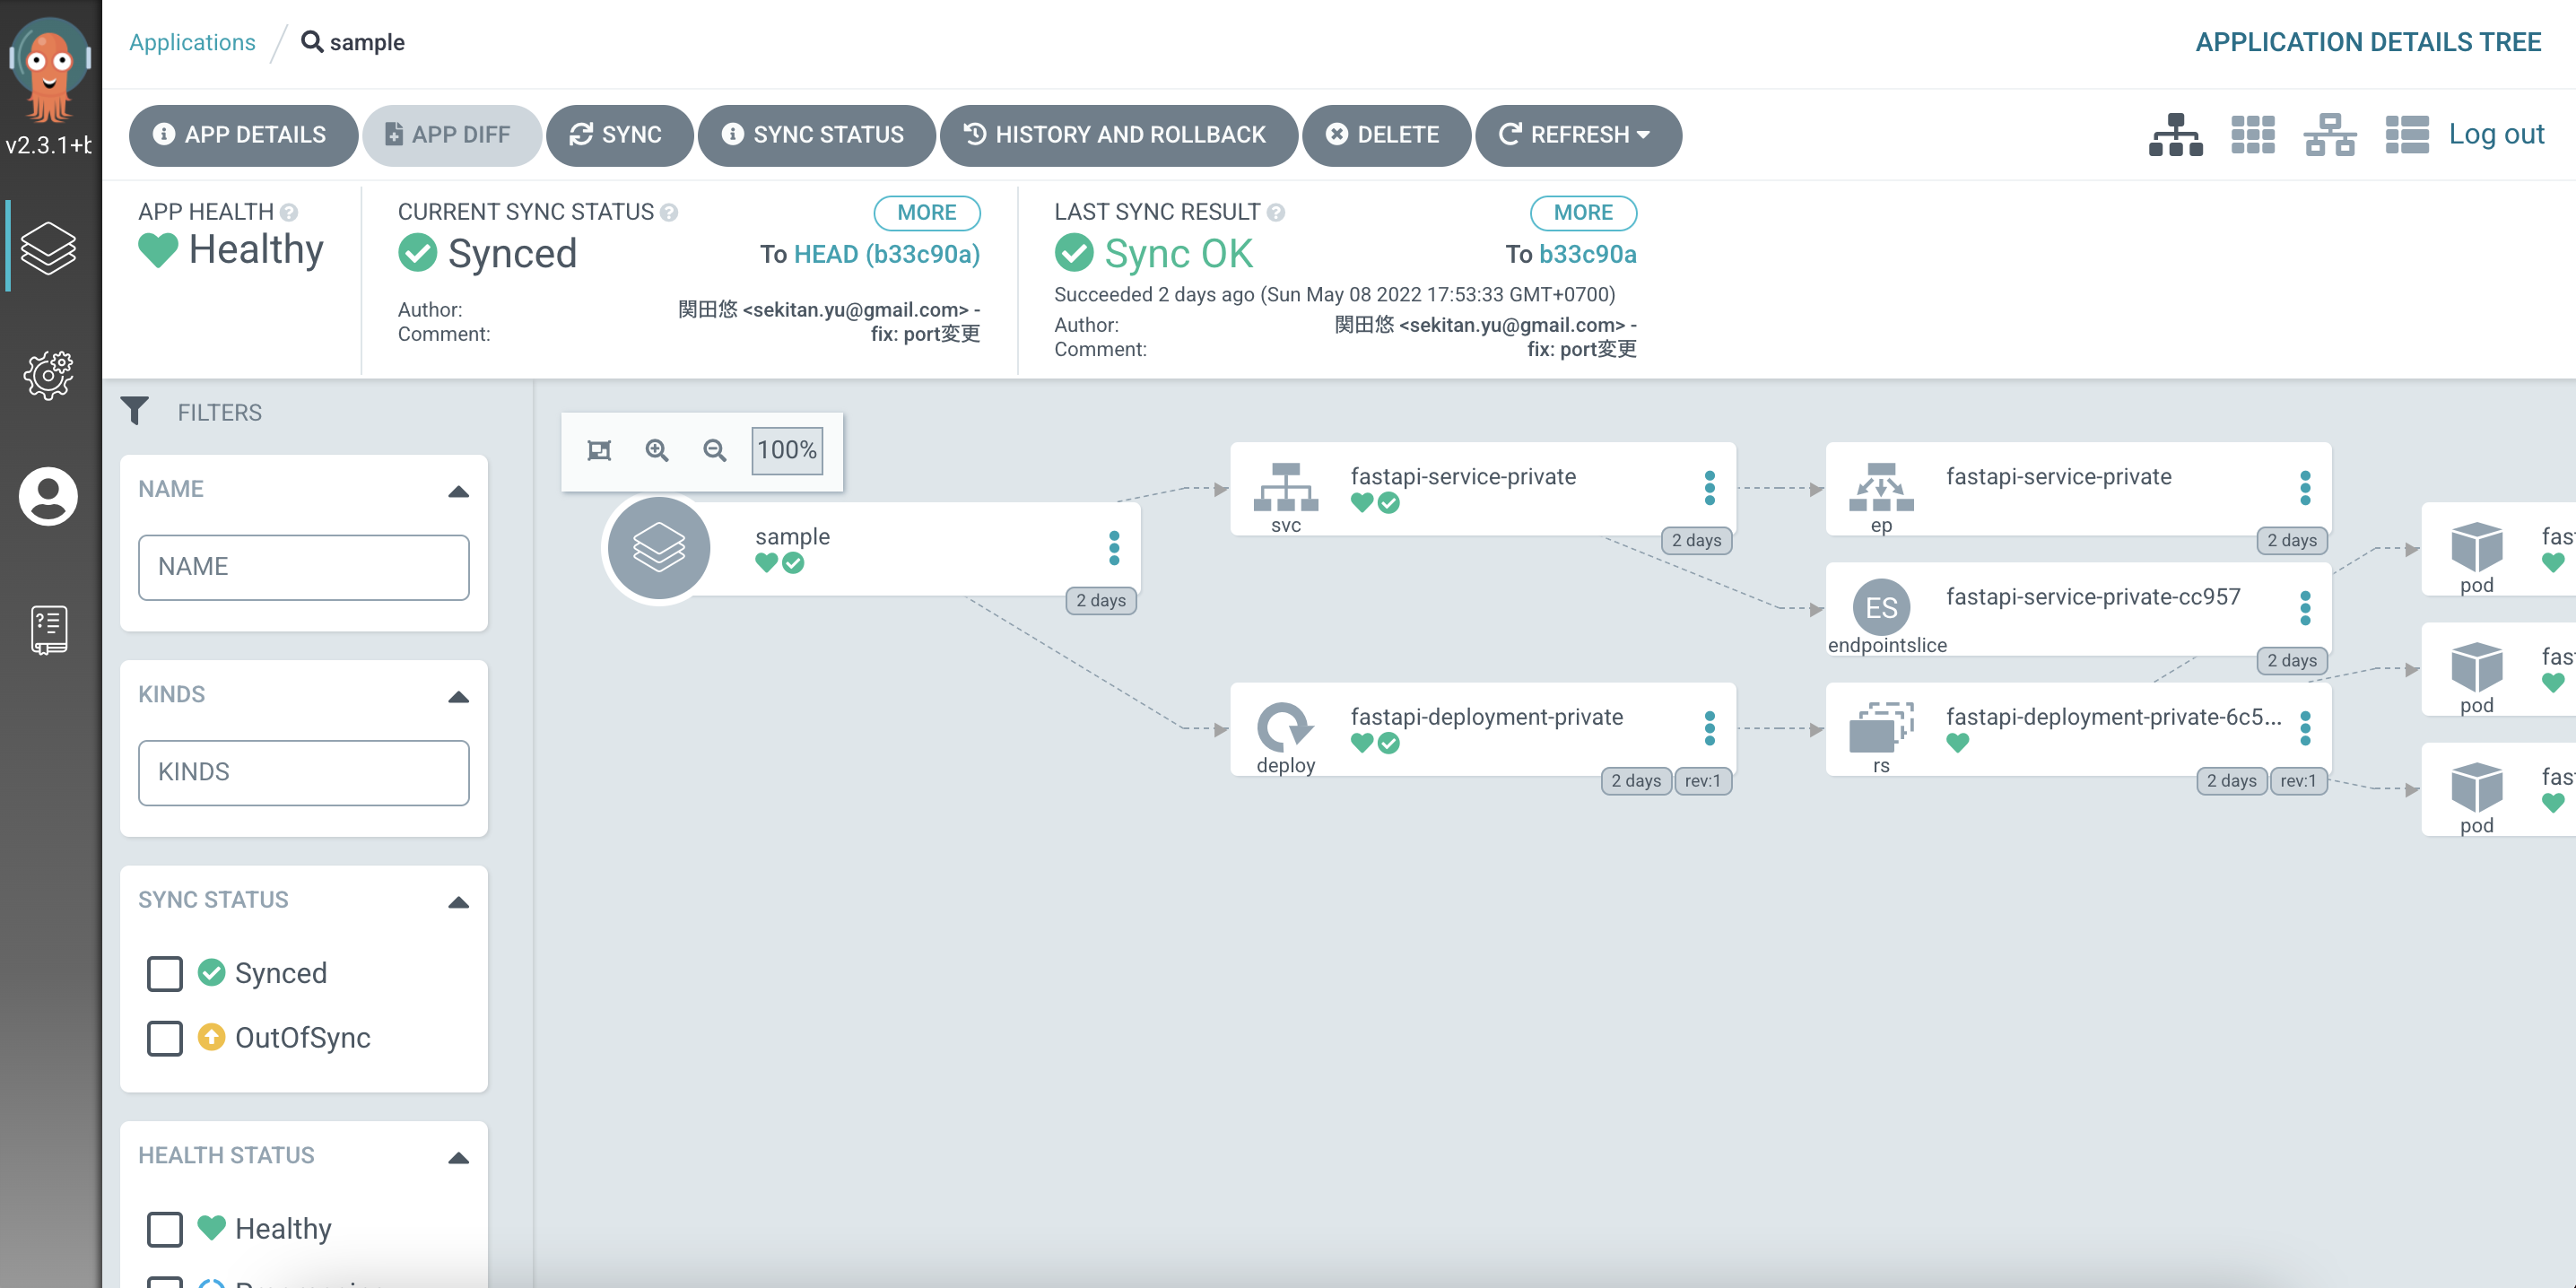 Applications / sample
APPLICATION DETAILS TREE
v2.3.1+b
APP DETAILS
APP DIFF
SYNC
SYNC STATUS
HISTORY AND ROLLBACK
DELETE
REFRESH
Log out
APP HEALTH
Healthy
CURRENT SYNC STATUS
MORE
Synced
To HEAD (b33c90a)
Author: 関田悠 <sekitan.yu@gmail.com> -
Comment: fix: port変更
LAST SYNC RESULT
MORE
Sync OK
To b33c90a
Succeeded 2 days ago (Sun May 08 2022 17:53:33 GMT+0700)
Author: 関田悠 <sekitan.yu@gmail.com> -
Comment: fix: port変更
FILTERS
NAME
NAME
KINDS
KINDS
SYNC STATUS
Synced
OutOfSync
HEALTH STATUS
Healthy
100%
sample
2 days
fastapi-service-private
svc
2 days
fastapi-deployment-private
deploy
2 days rev:1
fastapi-service-private
ep
2 days
ES
fastapi-service-private-cc957
endpointslice
2 days
fastapi-deployment-private-6c5...
rs
2 days rev:1
fas
pod
fas
pod
fas
pod